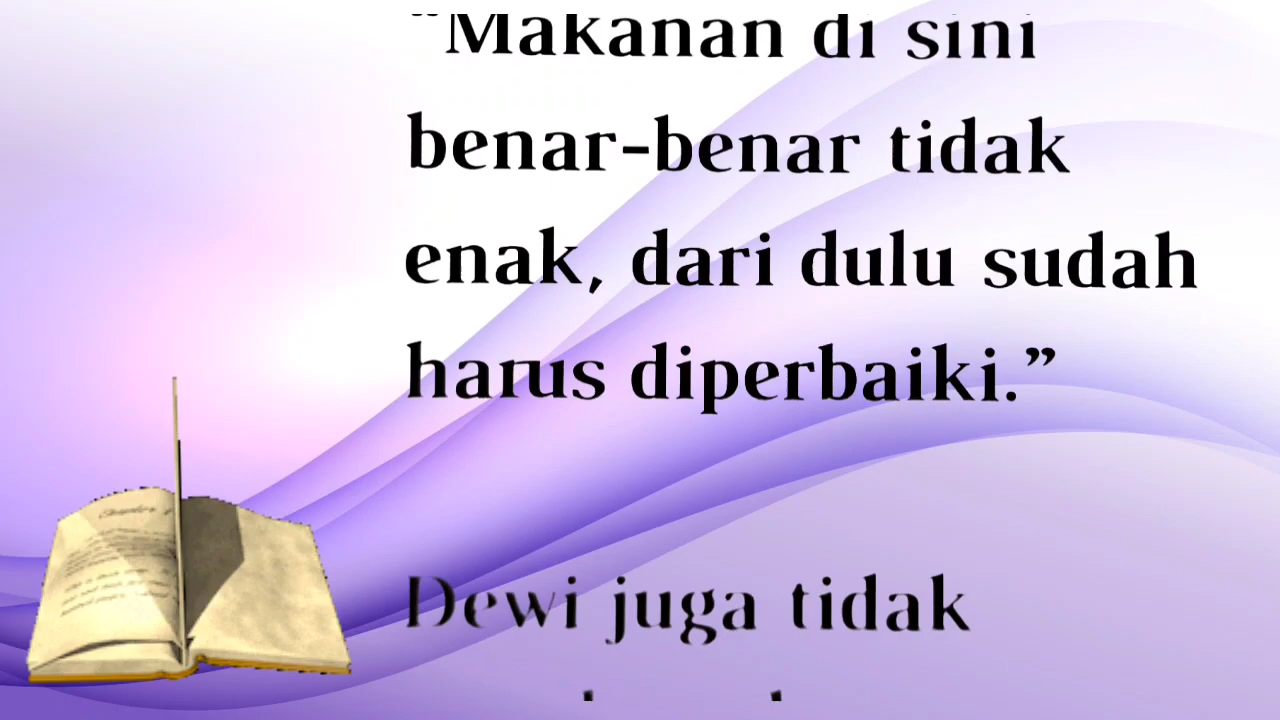 “Makanan di sini
benar-benar tidak
enak, dari dulu sudah
harus diperbaiki.”
Dewi juga tidak